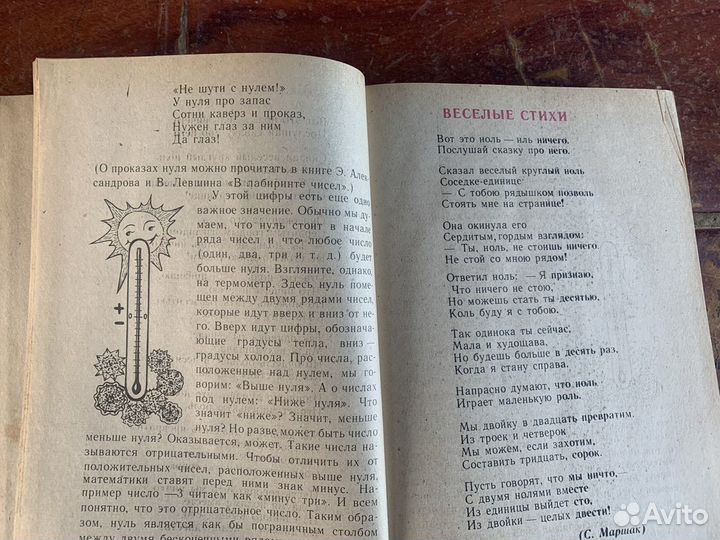 «Не шути с нулем!»
У нуля про запас
Сотни каверз и проказ,
Нужен глаз за ним
Да глаз!
(О проказах нуля можно прочитать в книге Э. Алек-
сандрова и В. Левшина «В лабиринте чисел».)
У этой цифры есть еще одно
важное значение. Обычно мы ду-
маем, что нуль стоит в начале
ряда чисел и что любое число
(один, два, три и т. д.) будет
больше нуля. Взгляните, однако,
на термометр. Здесь нуль поме-
щен между двумя рядами чисел,
которые идут вверх и вниз от не-
го. Вверх идут цифры, обознача-
ющие градусы тепла, вниз —
градусы холода. Про числа, рас-
положенные над нулем, мы го-
ворим: «Выше нуля». А о числах
под нулем: «Ниже нуля». Что
значит «ниже»? Значит, меньше
нуля? Но разве может быть число
меньше нуля? Оказывается, может. Такие числа на-
зываются отрицательными. Чтобы отличить их от
положительных чисел, расположенных выше нуля,
математики ставят перед ними знак минус. На-
пример число —3 читаем как «минус три». И всем
понятно, что это отрицательное число. Таким обра-
зом, нуль является как бы пограничным столбом
между двумя бесконечными
+
−
0 0
ВЕСЕЛЫЕ СТИХИ
Вот это ноль — иль ничего.
Послушай сказку про него.
Сказал веселый круглый ноль
Соседке-единице:
— С тобою рядышком позволь
Стоять мне на странице!
Она окинула его
Сердитым, гордым взглядом:
— Ты, ноль, не стоишь ничего.
Не стой со мною рядом!
Ответил ноль: — Я признаю,
Что ничего не стою,
Но можешь стать ты десятью,
Коль буду я с тобою.
Так одинока ты сейчас,
Мала и худощава,
Но будешь больше в десять раз,
Когда я стану справа.
Напрасно думают, что ноль
Играет маленькую роль.
Мы двойку в двадцать превратим.
Из троек и четверок
Мы можем, если захотим,
Составить тридцать, сорок.
Пусть говорят, что мы ничто,—
С двумя нолями вместе
Из единицы выйдет сто,
Из двойки — целых двести!
(С. Маршак)
Avito